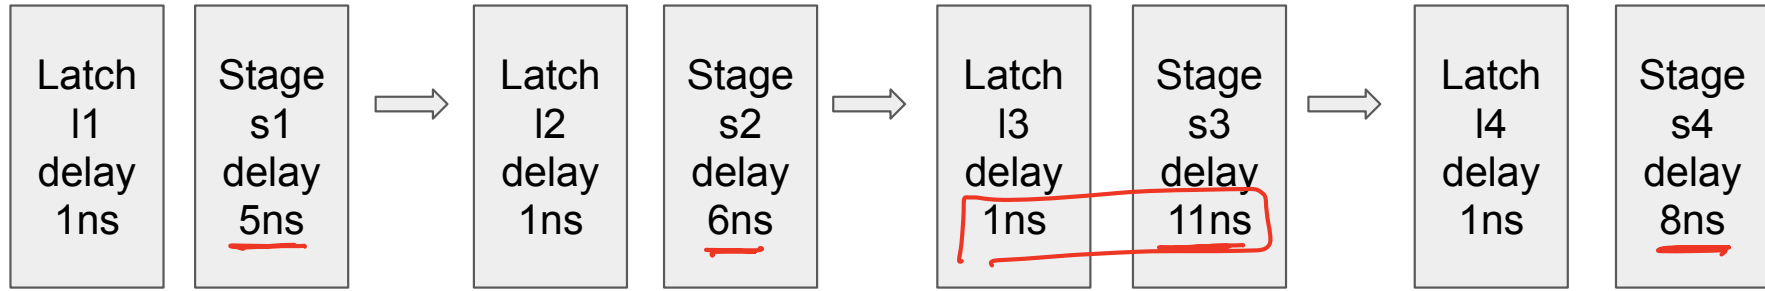 Latch
l1
delay
1ns
Stage
s1
delay
5ns
Latch
l2
delay
1ns
Stage
s2
delay
6ns
Latch
l3
delay
1ns
Stage
s3
delay
11ns
Latch
l4
delay
1ns
Stage
s4
delay
8ns